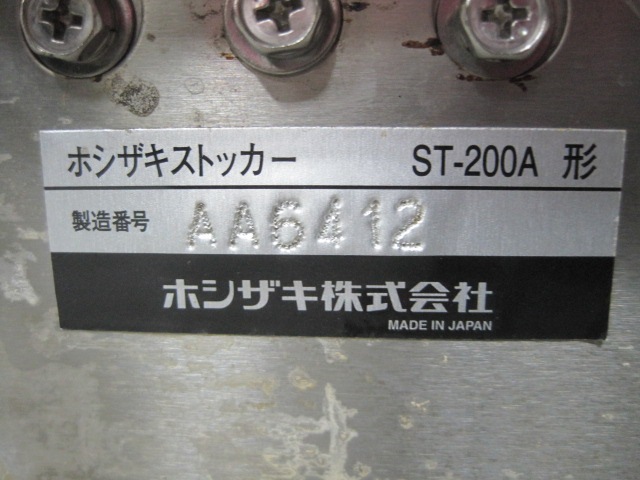 ホシザキストッカー ST-200A 形
製造番号 AA6412
ホシザキ株式会社
MADE IN JAPAN